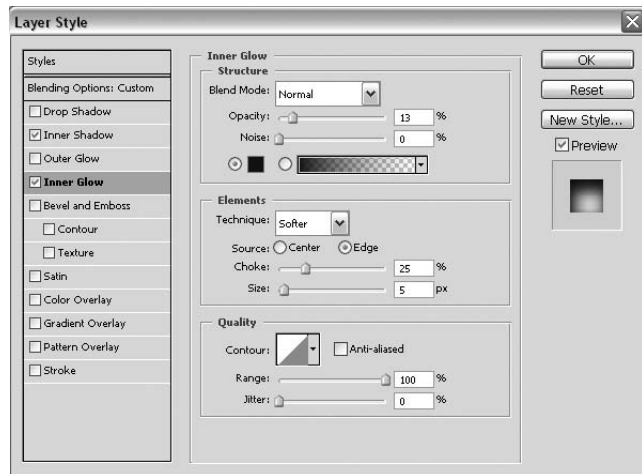 Layer Style
Styles
Blending Options: Custom
Drop Shadow
Inner Shadow
Outer Glow
Inner Glow
Bevel and Emboss
Contour
Texture
Satin
Color Overlay
Gradient Overlay
Pattern Overlay
Stroke
Inner Glow
Structure
Blend Mode: Normal
Opacity: 13 %
Noise: 0 %
Elements
Technique: Softer
Source: Center Edge
Choke: 25 %
Size: 5 px
Quality
Contour: Anti-aliased
Range: 100 %
Jitter: 0 %
OK
Reset
New Style...
Preview